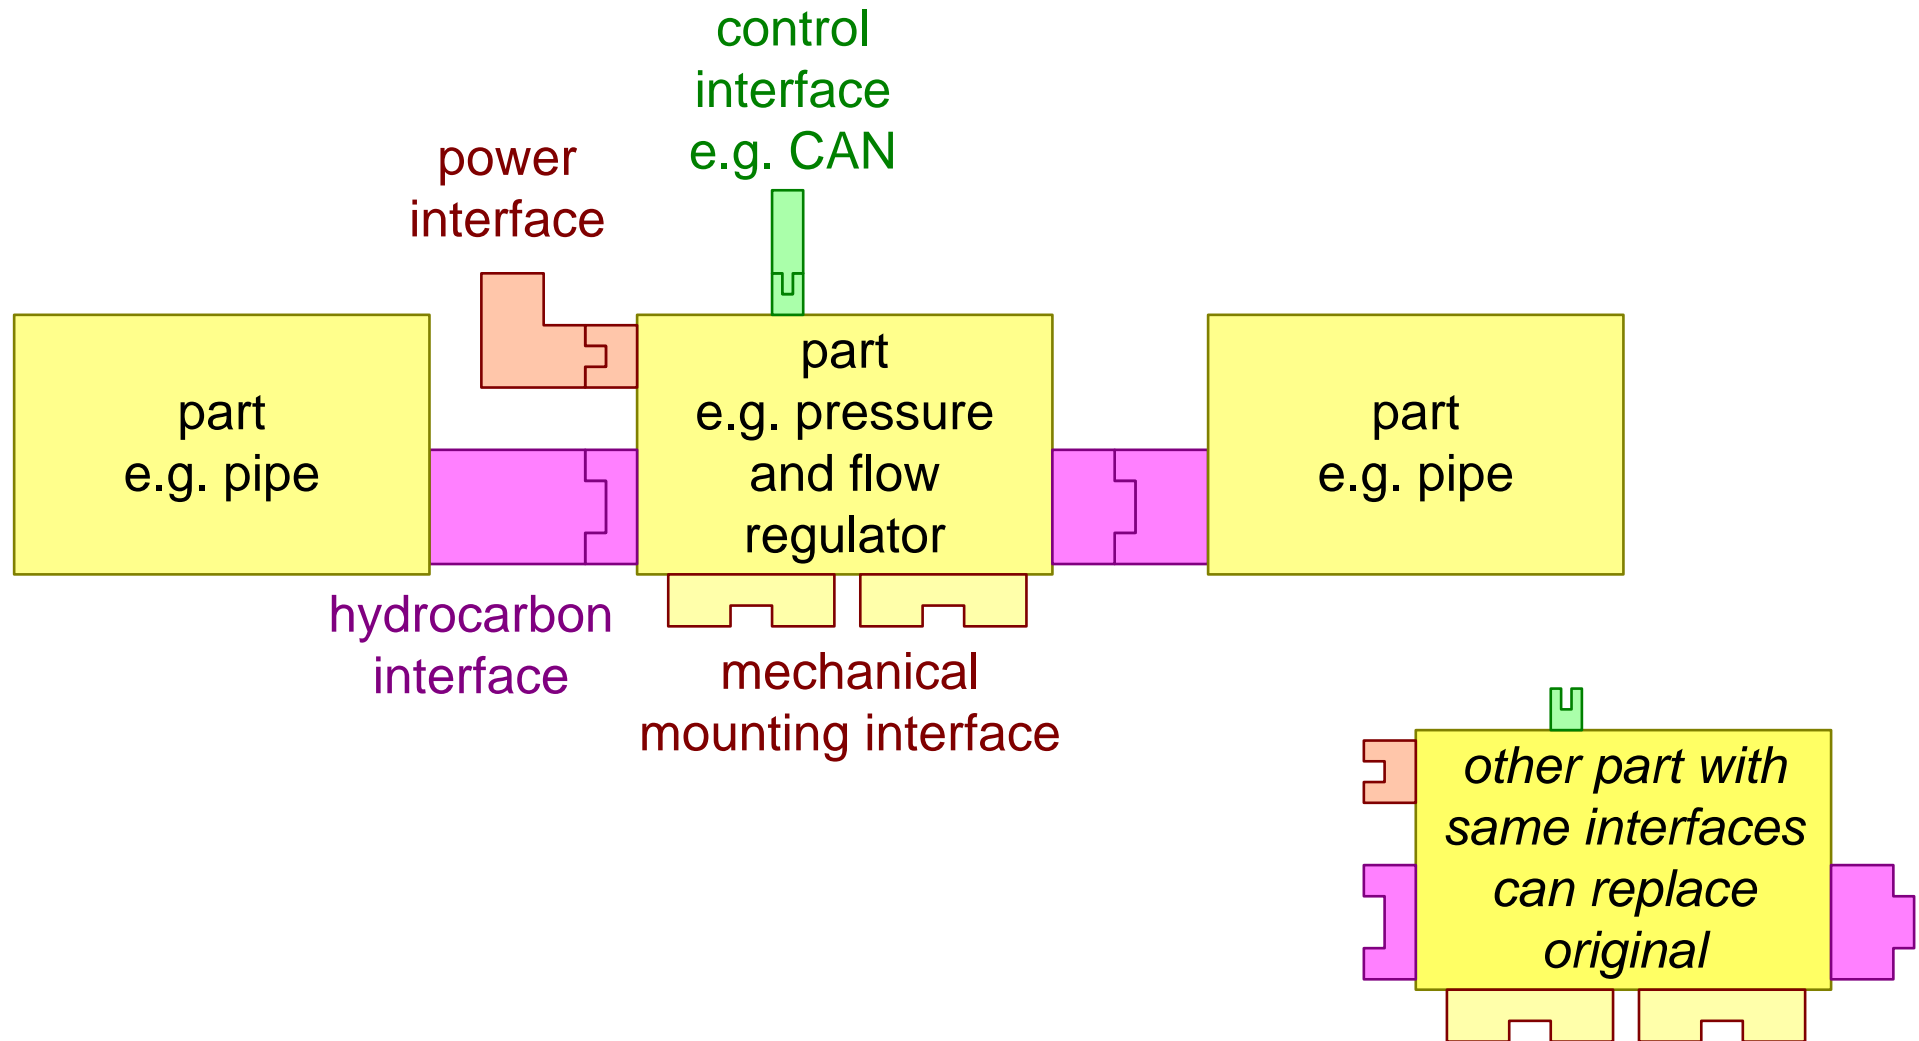 control
interface
e.g. CAN
power
interface
part
e.g. pipe
part
e.g. pressure
and flow
regulator
part
e.g. pipe
hydrocarbon
interface
mechanical
mounting interface
other part with
same interfaces
can replace
original